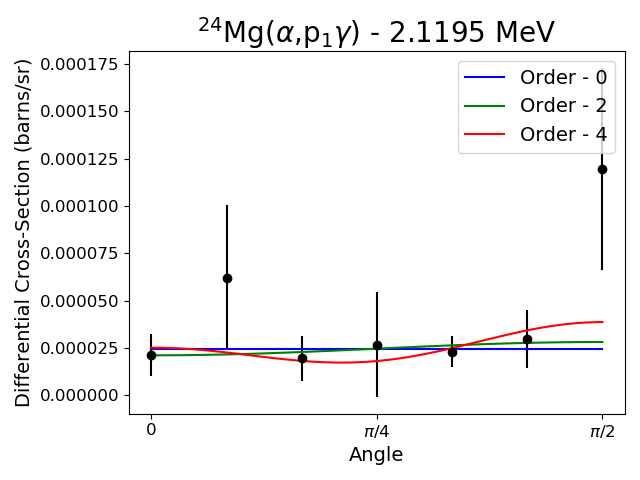 ²⁴Mg(α,p₁γ) - 2.1195 MeV
Order - 0
Order - 2
Order - 4
Differential Cross-Section (barns/sr)
0.000175
0.000150
0.000125
0.000100
0.000075
0.000050
0.000025
0.000000
0
π/4
π/2
Angle